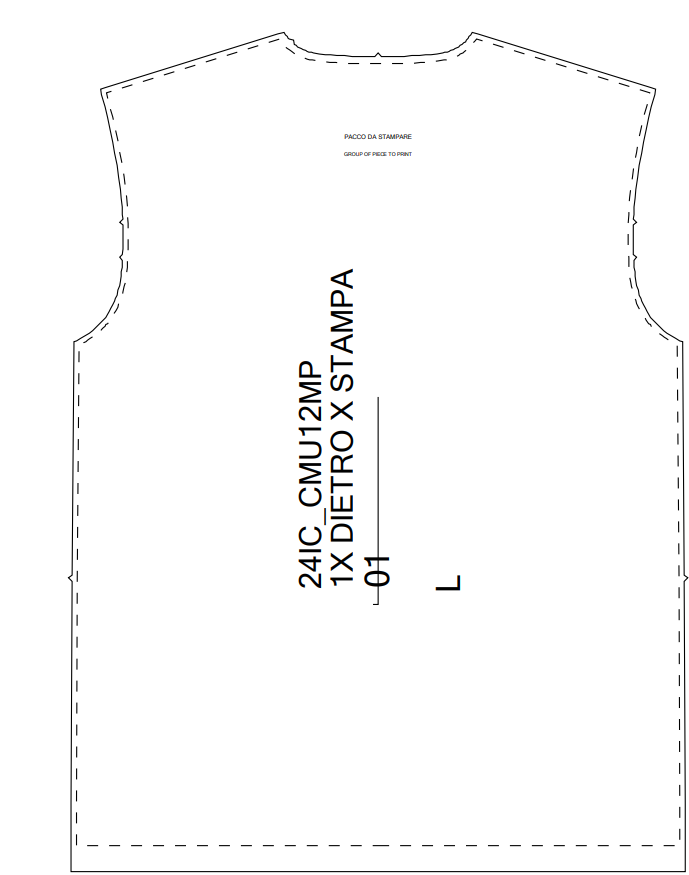 PACCO DA STAMPARE
GROUP OF PIECE TO PRINT
24IC_CMU12MP
1X DIETRO X STAMPA
01
L